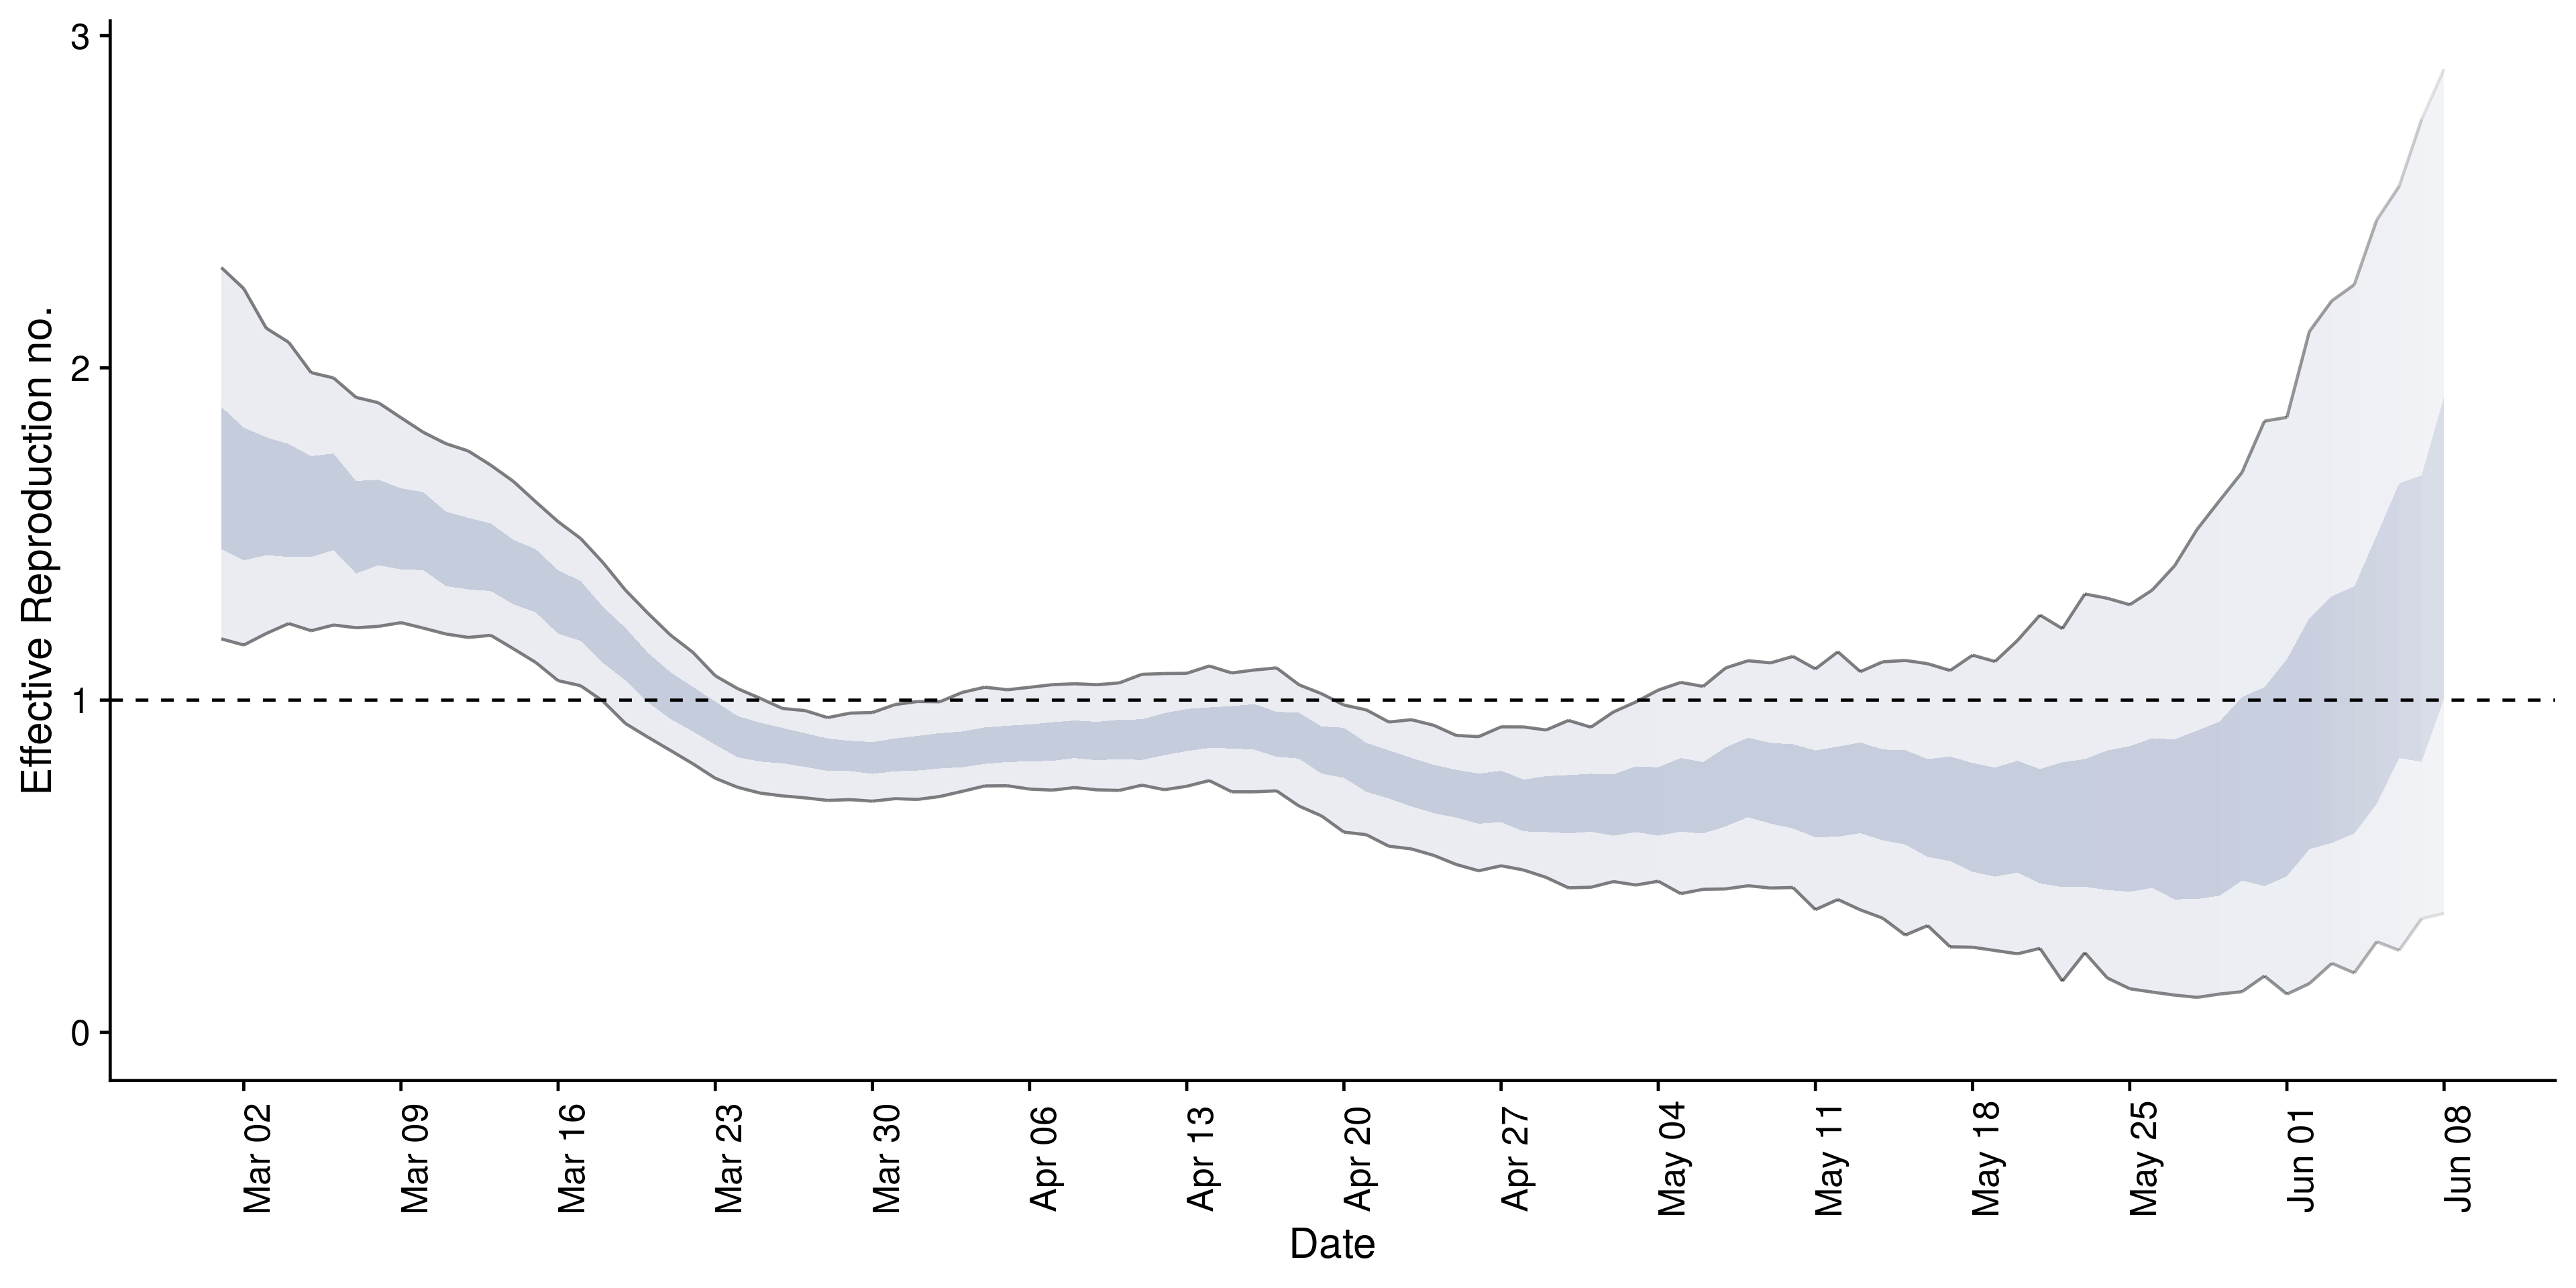 Effective Reproduction no.
3
2
1
0
Mar 02
Mar 09
Mar 16
Mar 23
Mar 30
Apr 06
Apr 13
Apr 20
Apr 27
May 04
May 11
May 18
May 25
Jun 01
Jun 08
Date